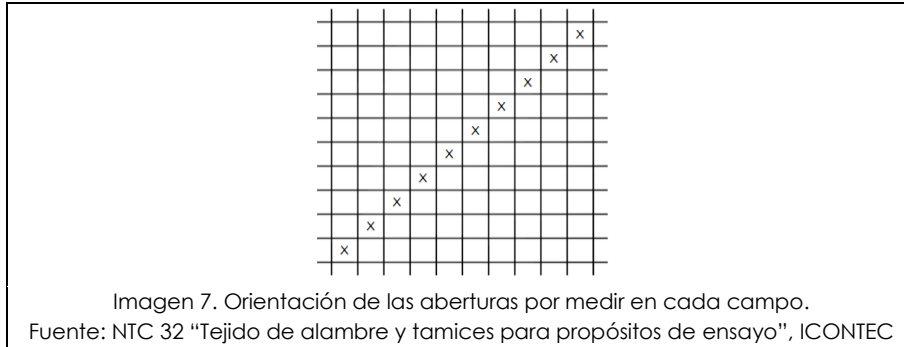 x
x
x
x
x
x
x
x
x
x
Imagen 7. Orientación de las aberturas por medir en cada campo.
Fuente: NTC 32 “Tejido de alambre y tamices para propósitos de ensayo”, ICONTEC